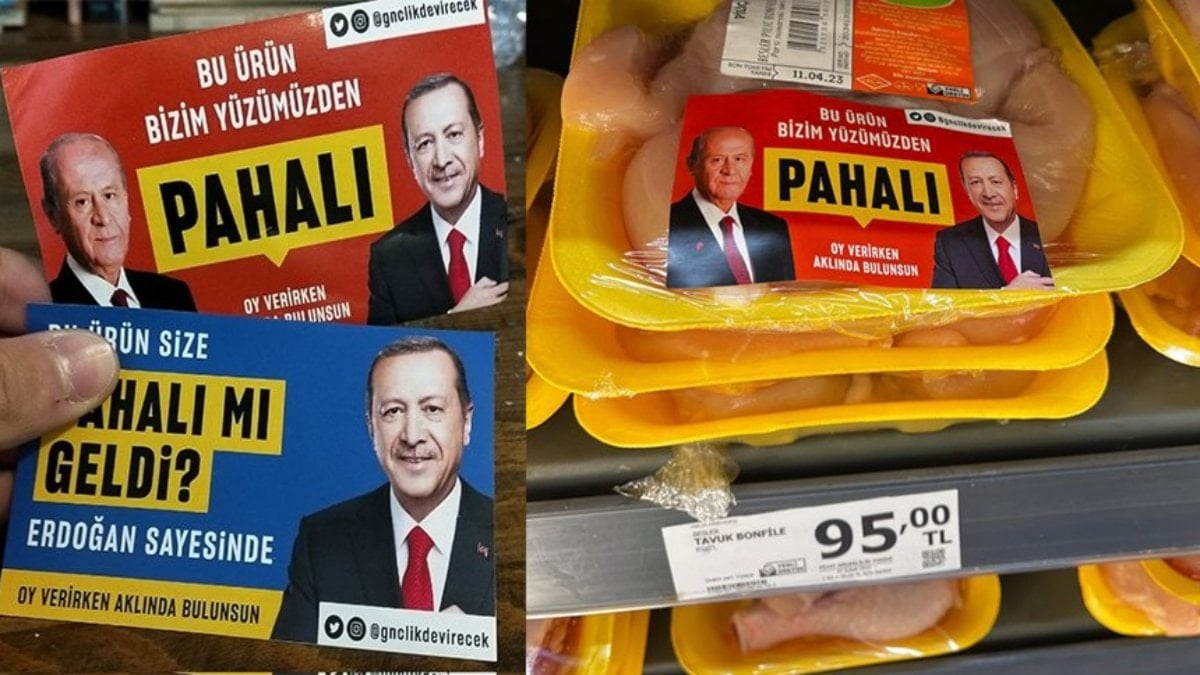 @gnclikdevirecek
BU ÜRÜN
BİZİM YÜZÜMÜZDEN
PAHALI
OY VERİRKEN
BULUNSUN
ÜRÜN SİZE
AHALI MI
GELDİ?
ERDOĞAN SAYESİNDE
OY VERİRKEN AKLINDA BULUNSUN
@gnclikdevirecek
11.04.23
@gnclikdevirecek
BU ÜRÜN
BİZİM YÜZÜMÜZDEN
PAHALI
OY VERİRKEN
AKLINDA BULUNSUN
BESLER
TAVUK BONFİLE
95,00
TL